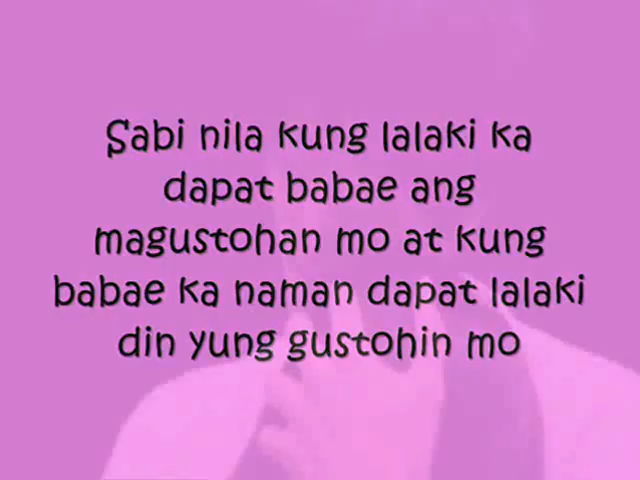 Sabi nila kung lalaki ka
dapat babae ang
magustohan mo at kung
babae ka naman dapat lalaki
din yung gustohin mo